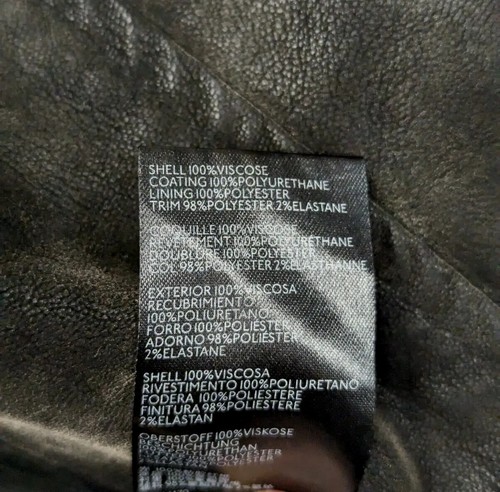 SHELL 100%VISCOSE
COATING 100%POLYURETHANE
LINING 100%POLYESTER
TRIM 98%POLYESTER 2%ELASTANE
COQUILLE 100%VISCOSE
REVETEMENT 100%POLYURETHANE
DOUBLURE 100%POLYESTER
COL 98%POLYESTER 2%ELASTHANNE
EXTERIOR 100%VISCOSA
RECUBRIMIENTO
100%POLIURETANO
FORRO 100%POLIESTER
ADORNO 98%POLIESTER
2%ELASTANE
SHELL 100%VISCOSA
RIVESTIMENTO 100%POLIURETANO
FODERA 100%POLIESTERE
FINITURA 98%POLIESTERE
2%ELASTAN
OBERSTOFF 100%VISKOSE